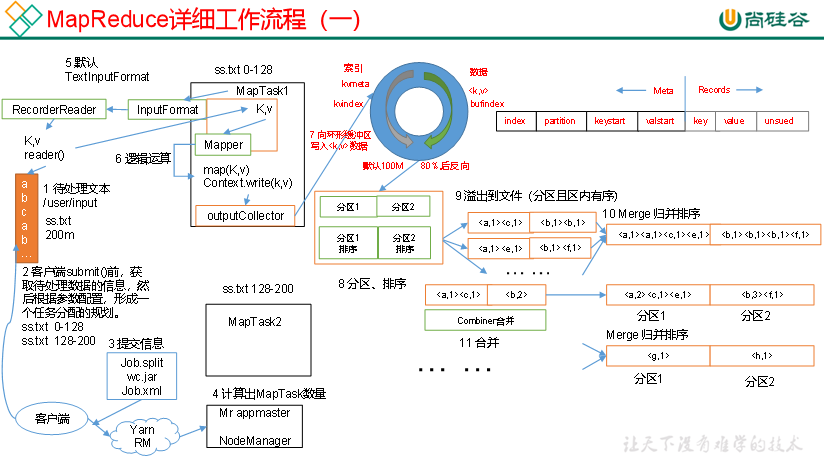 MapReduce详细工作流程（一）
尚硅谷
5 默认
TextInputFormat
ss.txt 0-128
MapTask1
RecorderReader
InputFormat
K,v
K,v
reader()
Mapper
6 逻辑运算
map(K,v)
Context.write(k,v)
outputCollector
a
b
c
a
b
...
1 待处理文本
/user/input
ss.txt
200m
2 客户端submit()前，获
取待处理数据的信息，然
后根据参数配置，形成一
个任务分配的规划。
ss.txt 0-128
ss.txt 128-200
3 提交信息
Job.split
wc.jar
Job.xml
客户端
Yarn
RM
4 计算出MapTask数量
Mr appmaster
NodeManager
ss.txt 128-200
MapTask2
索引
kvmeta
kvindex
数据
<k,v>
bufindex
7 向环形缓冲区
写入<k,v>数据
默认100M
80%,后反向
Meta
Records
index
partition
keystart
valstart
key
value
unsued
分区1
分区2
分区1
排序
分区2
排序
8 分区、排序
9 溢出到文件（分区且区内有序）
<a,1><c,1>
<b,1><b,1>
<a,1><e,1>
<b,1><f,1>
... ...
10 Merge 归并排序
<a,1><a,1><c,1><e,1>
<b,1><b,1><b,1><f,1>
<a,1><c,1>
<b,2>
Combiner合并
11 合并
<a,2><c,1><e,1>
<b,3><f,1>
分区1
分区2
Merge 归并排序
<g,1>
<h,1>
分区1
分区2
... ...
让天下没有难学的技术